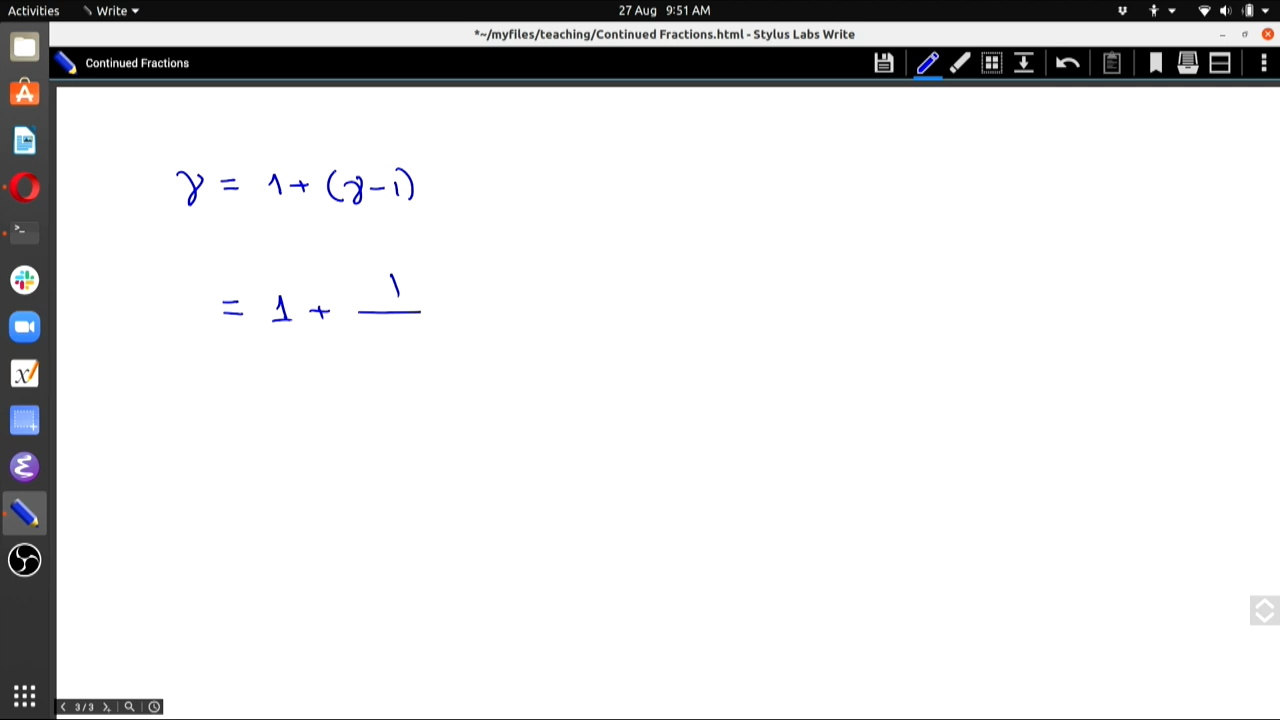 Activities
Write
27 Aug 9:51 AM
*~/myfiles/teaching/Continued Fractions.html - Stylus Labs Write
Continued Fractions
γ = 1 + (γ - 1)
= 1 + 1/
3/3